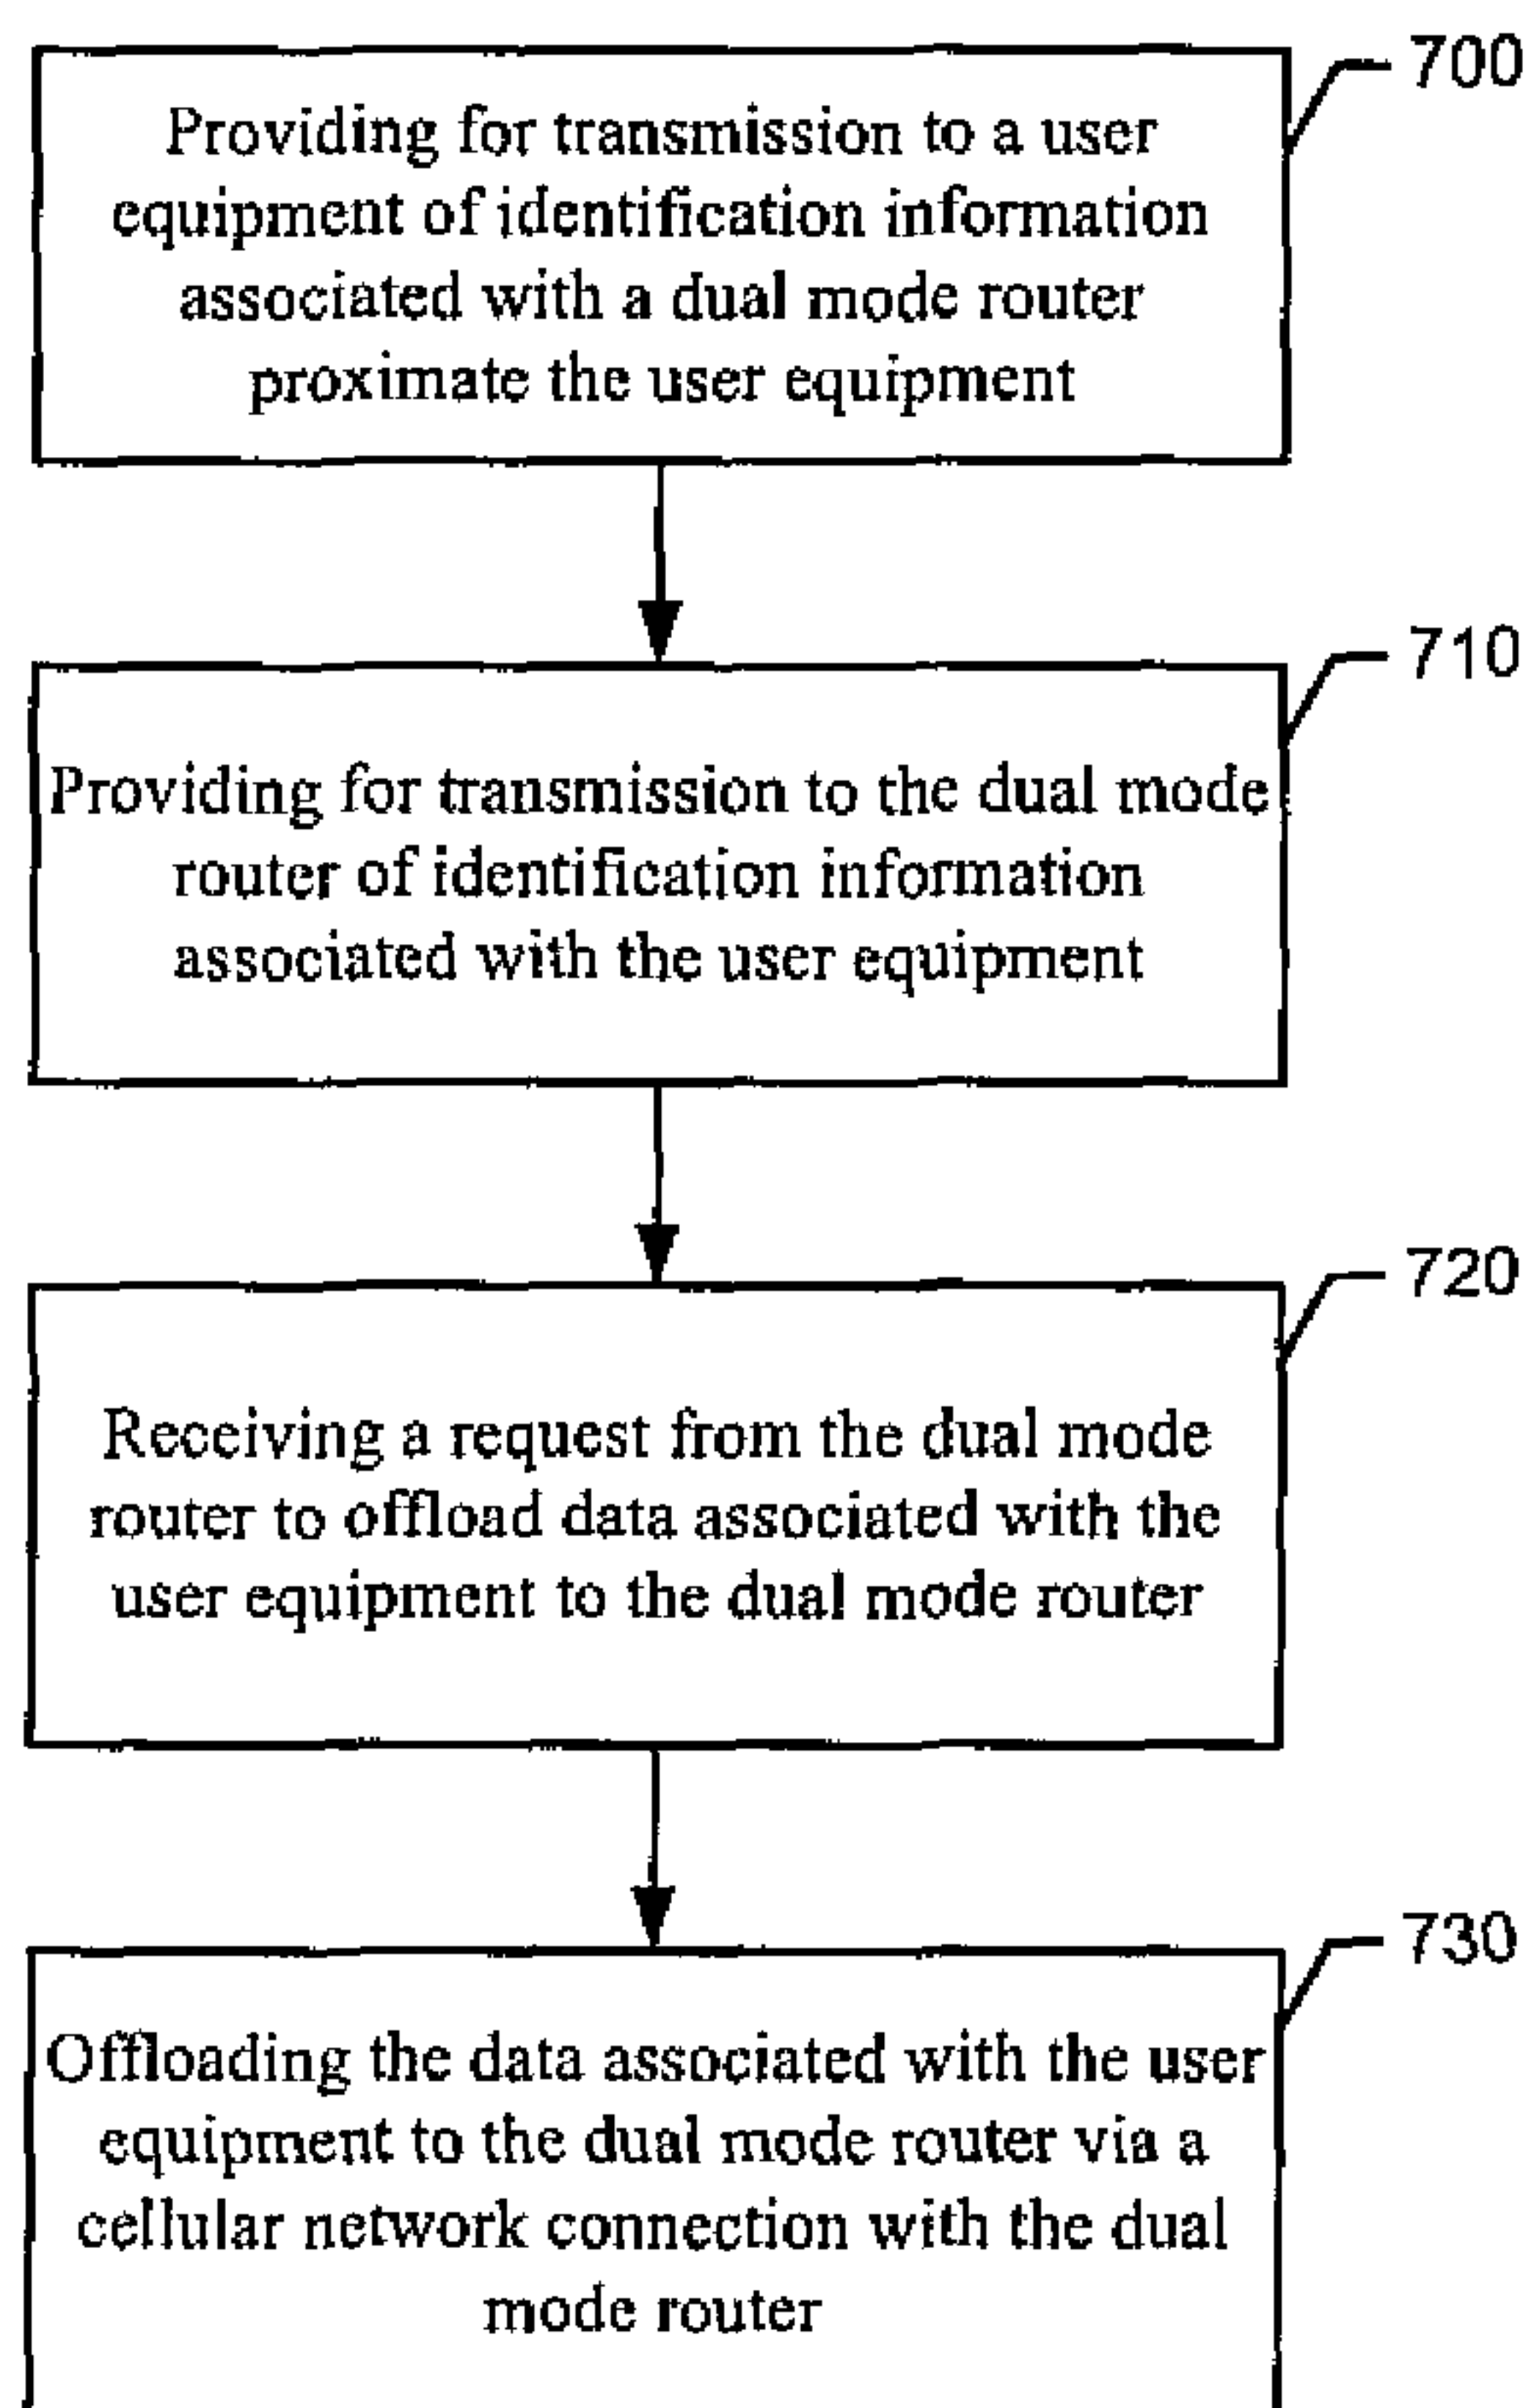 700
Providing for transmission to a user
equipment of identification information
associated with a dual mode router
proximate the user equipment
710
Providing for transmission to the dual mode
router of identification information
associated with the user equipment
720
Receiving a request from the dual mode
router to offload data associated with the
user equipment to the dual mode router
730
Offloading the data associated with the user
equipment to the dual mode router via a
cellular network connection with the dual
mode router